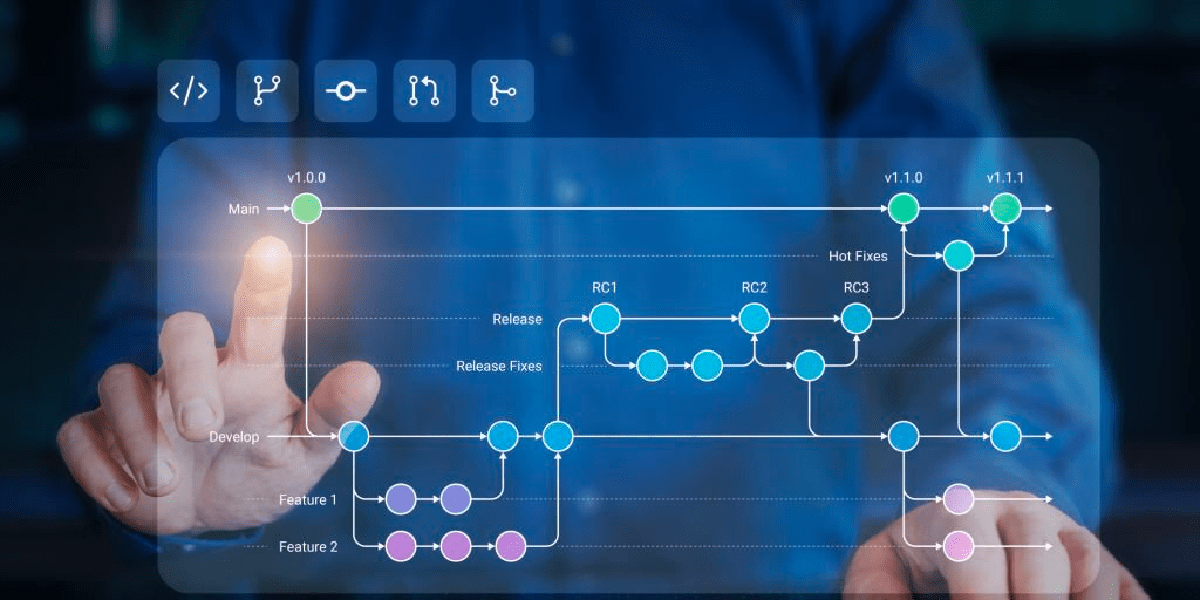 </>
v1.0.0
v1.1.0
v1.1.1
Main
Hot Fixes
RC1
RC2
RC3
Release
Release Fixes
Develop
Feature 1
Feature 2